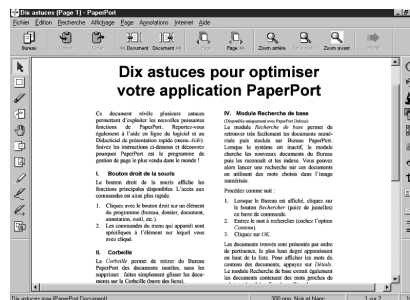 Dix astuces [Page 1] - PaperPort
Fichier Edition Recherche Affichage Page Annotations Internet Aide
Bureau << Document Document >> Page Page >> Zoom arrière Zoom avant
Dix astuces pour optimiser
votre application PaperPort
Ce document révèle plusieurs astuces
permettant d'exploiter les nouvelles puissantes
fonctions de PaperPort. Reportez-vous
également à l'aide en ligne du logiciel et au
Didacticiel de présentation rapide (menu Aide).
Suivez les instructions ci-dessous et découvrez
pourquoi PaperPort est le programme de
gestion de page le plus vendu dans le monde !
I. Bouton droit de la souris
Le bouton droit de la souris affiche les
fonctions principales disponibles. L'accès aux
commandes est ainsi plus rapide.
1. Cliquez avec le bouton droit sur un élément
du programme (bureau, dossier, document,
annotation, outil, etc.).
2. Les commandes du menu qui apparaît sont
spécifiques à l'élément sur lequel vous
avez cliqué.
II. Corbeille
La Corbeille permet de retirer du Bureau
PaperPort des documents inutiles, sans les
supprimer : faites simplement glisser les docu-
ments sur la Corbeille (barre des liens).
IV. Module Recherche de base
(Disponible uniquement avec PaperPort Deluxe)
Le module Recherche de base permet de
retrouver très facilement les documents numé-
risés puis stockés sur Bureau PaperPort.
Lorsque le système est inactif, le module
cherche les nouveaux documents du Bureau
puis les reconnaît et les indexe. Vous pouvez
alors lancer une recherche sur ces documents
en utilisant des mots choisis dans l'image
numérisée.
Procédez comme suit :
1. Lorsque le Bureau est affiché, cliquez sur
le bouton Rechercher (paire de jumelles)
en barre de commande.
2. Entrez le mot à rechercher (cochez l'option
Contenu).
3. Cliquez sur OK.
Les documents trouvés sont présentés par ordre
de pertinence, le plus haut degré apparaissant
en haut de la liste. Pour afficher les mots du
contenu des documents, appuyez sur Détails.
Le module Recherche de base extrait également
les documents contenant des mots proches de
Dix astuces.max (PaperPort Document) 300 ppp, Noir et blanc 1 sur 2